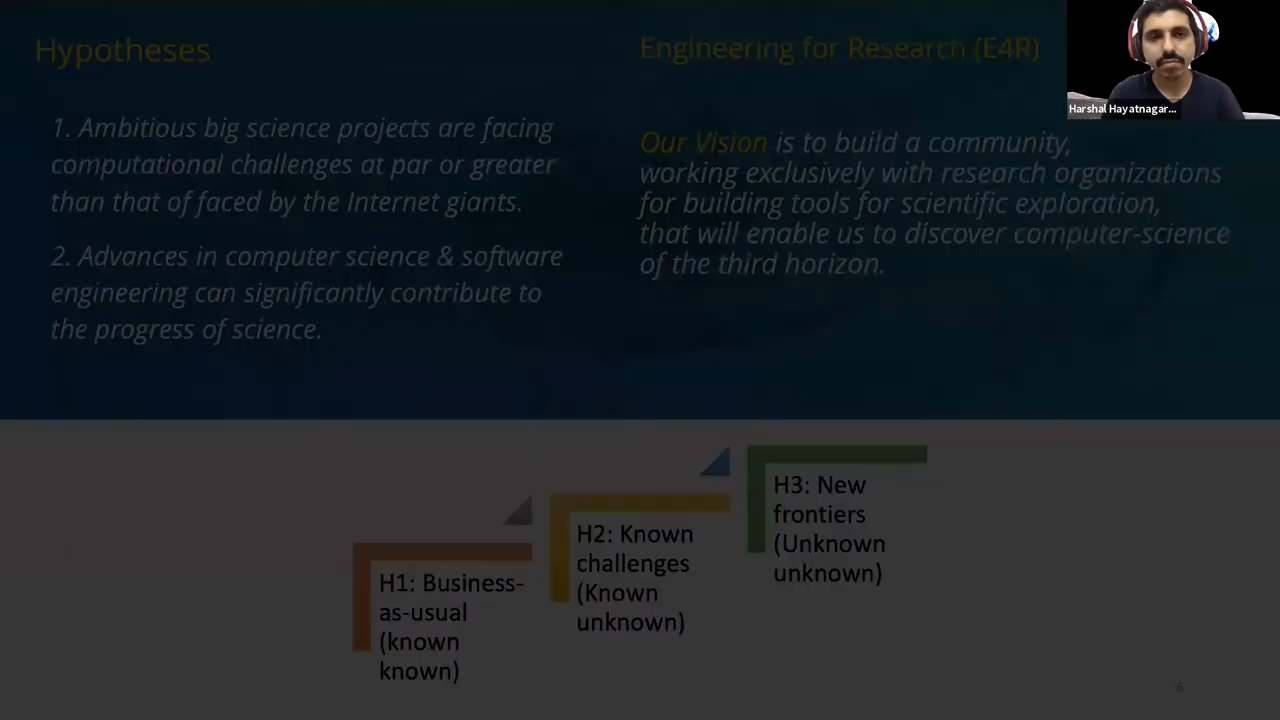 Hypotheses
1. Ambitious big science projects are facing
computational challenges at par or greater
than that of faced by the Internet giants.
2. Advances in computer science & software
engineering can significantly contribute to
the progress of science.
Engineering for Research (E4R)
Our Vision is to build a community,
working exclusively with research organizations
for building tools for scientific exploration,
that will enable us to discover computer-science
of the third horizon.
Harshal Hayatnagar...
H1: Business-
as-usual
(known
known)
H2: Known
challenges
(Known
unknown)
H3: New
frontiers
(Unknown
unknown)
6